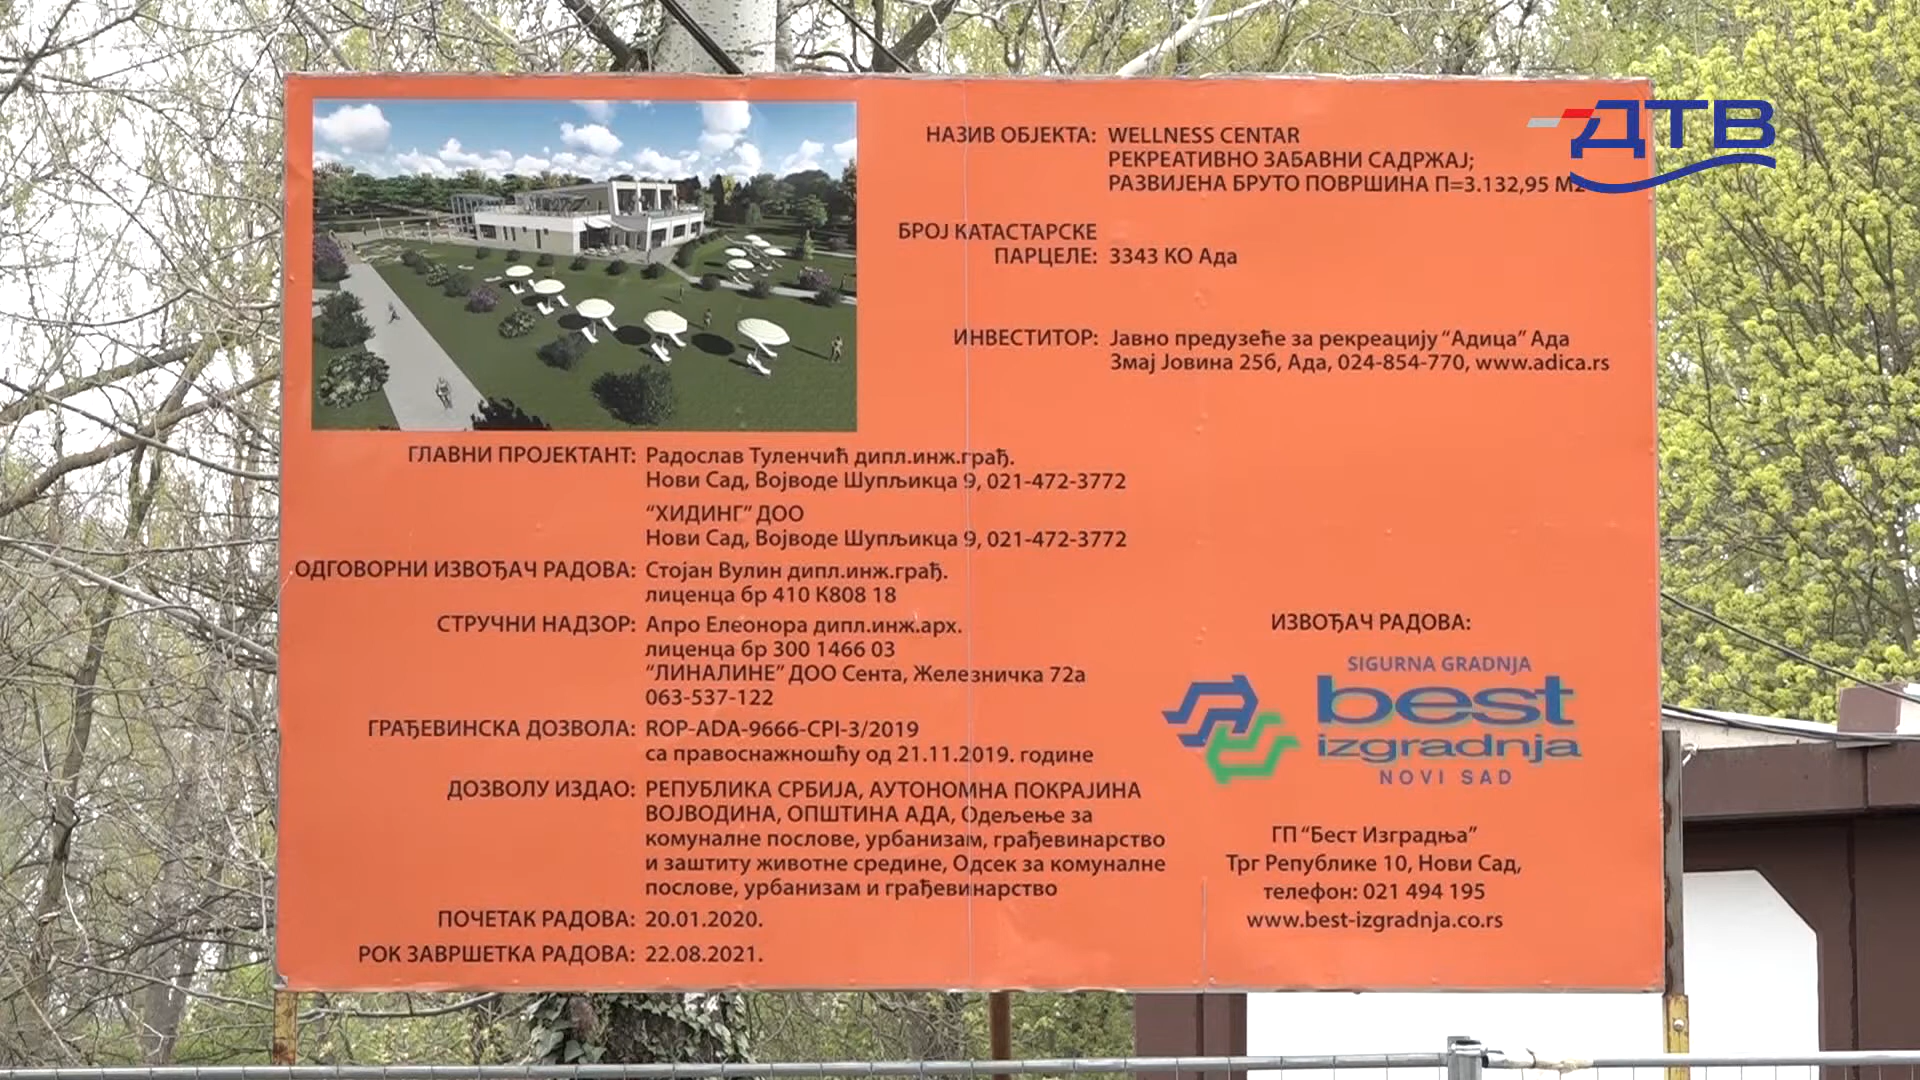 ДТВ
НАЗИВ ОБЈЕКТА: WELLNESS CENTAR
РЕКРЕАТИВНО ЗАБАВНИ САДРЖАЈ;
РАЗВИЈЕНА БРУТО ПОВРШИНА П=3.132,95 М2
БРОЈ КАТАСТАРСКЕ
ПАРЦЕЛЕ: 3343 КО Ада
ИНВЕСТИТОР: Јавно предузеће за рекреацију “Адица” Ада
Змај Јовина 25б, Ада, 024-854-770, www.adica.rs
ГЛАВНИ ПРОЈЕКТАНТ: Радослав Туленчић дипл.инж.грађ.
Нови Сад, Војводе Шупљикца 9, 021-472-3772
“ХИДИНГ” ДОО
Нови Сад, Војводе Шупљикца 9, 021-472-3772
ОДГОВОРНИ ИЗВОЂАЧ РАДОВА: Стојан Вулин дипл.инж.грађ.
лиценца бр 410 К808 18
СТРУЧНИ НАДЗОР: Апро Елеонора дипл.инж.арх.
лиценца бр 300 1466 03
“ЛИНАЛИНЕ” ДОО Сента, Железничка 72а
063-537-122
ГРАЂЕВИНСКА ДОЗВОЛА: ROP-ADA-9666-CPI-3/2019
са правоснажношћу од 21.11.2019. године
ДОЗВОЛУ ИЗДАО: РЕПУБЛИКА СРБИЈА, АУТОНОМНА ПОКРАЈИНА
ВОЈВОДИНА, ОПШТИНА АДА, Одељење за
комуналне послове, урбанизам, грађевинарство
и заштиту животне средине, Одсек за комуналне
послове, урбанизам и грађевинарство
ПОЧЕТАК РАДОВА: 20.01.2020.
РОК ЗАВРШЕТКА РАДОВА: 22.08.2021.
ИЗВОЂАЧ РАДОВА:
SIGURNA GRADNJA
best
izgradnja
NOVI SAD
ГП “Бест Изградња”
Трг Републике 10, Нови Сад,
телефон: 021 494 195
www.best-izgradnja.co.rs